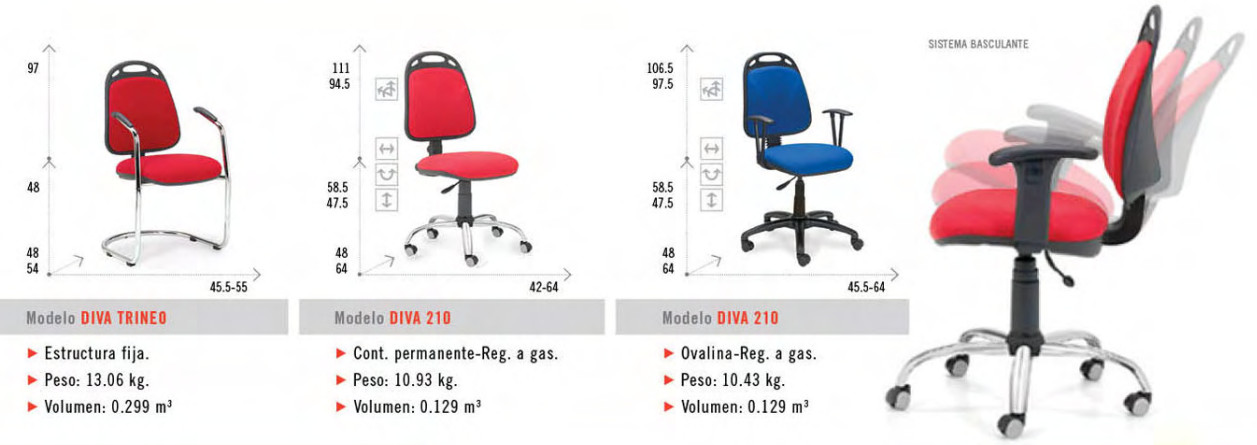 97
48
48
54
45.5-55
Modelo DIVA TRINEO
► Estructura fija.
► Peso: 13.06 kg.
► Volumen: 0.299 m³
111
94.5
58.5
47.5
48
64
42-64
Modelo DIVA 210
► Cont. permanente-Reg. a gas.
► Peso: 10.93 kg.
► Volumen: 0.129 m³
106.5
97.5
58.5
47.5
48
64
45.5-64
Modelo DIVA 210
► Ovalina-Reg. a gas.
► Peso: 10.43 kg.
► Volumen: 0.129 m³
SISTEMA BASCULANTE